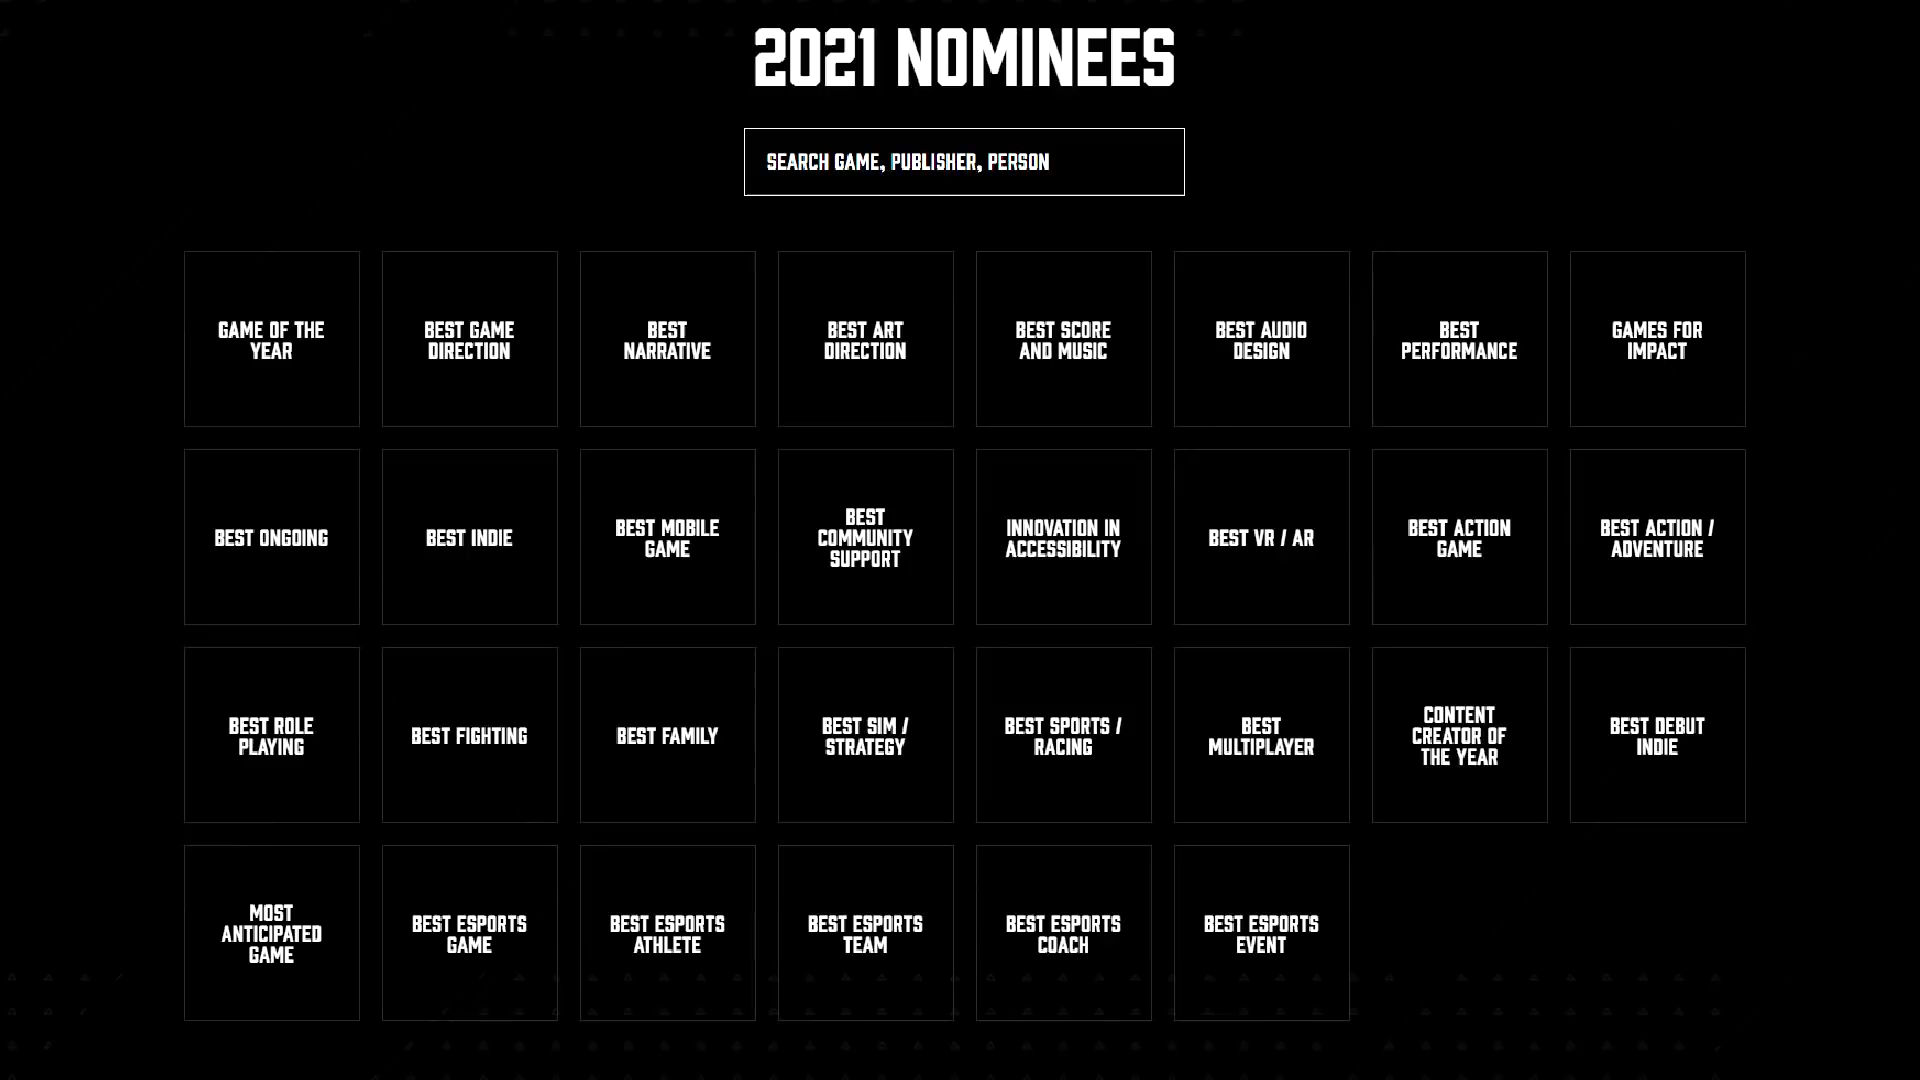 2021 NOMINEES
SEARCH GAME, PUBLISHER, PERSON
GAME OF THE
YEAR
BEST GAME
DIRECTION
BEST
NARRATIVE
BEST ART
DIRECTION
BEST SCORE
AND MUSIC
BEST AUDIO
DESIGN
BEST
PERFORMANCE
GAMES FOR
IMPACT
BEST ONGOING
BEST INDIE
BEST MOBILE
GAME
BEST
COMMUNITY
SUPPORT
INNOVATION IN
ACCESSIBILITY
BEST VR / AR
BEST ACTION
GAME
BEST ACTION /
ADVENTURE
BEST ROLE
PLAYING
BEST FIGHTING
BEST FAMILY
BEST SIM /
STRATEGY
BEST SPORTS /
RACING
BEST
MULTIPLAYER
CONTENT
CREATOR OF
THE YEAR
BEST DEBUT
INDIE
MOST
ANTICIPATED
GAME
BEST ESPORTS
GAME
BEST ESPORTS
ATHLETE
BEST ESPORTS
TEAM
BEST ESPORTS
COACH
BEST ESPORTS
EVENT